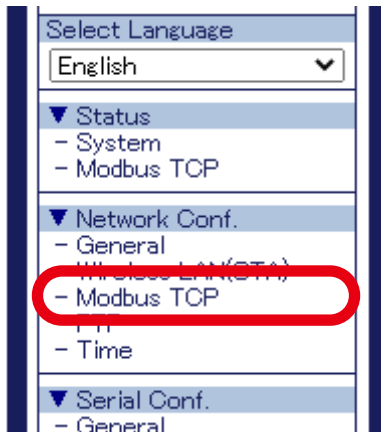 Select Language
English
▼ Status
- System
- Modbus TCP
▼ Network Conf.
- General
- Wireless LAN(STA)
- Modbus TCP
- FTP
- Time
▼ Serial Conf.
- General